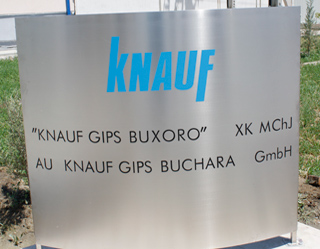 KNAUF
"KNAUF GIPS BUXORO" XK MChJ
AU KNAUF GIPS BUCHARA GmbH